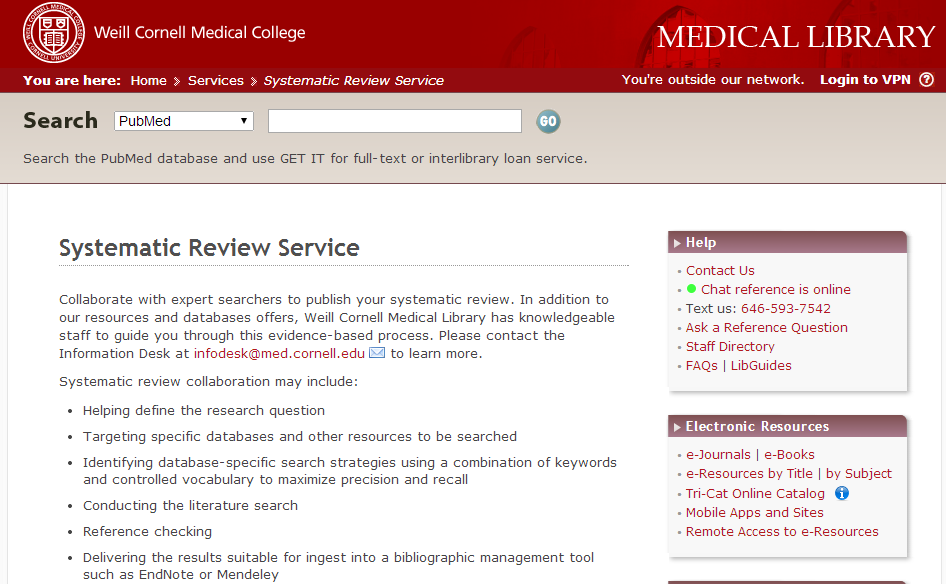 Weill Cornell Medical College
MEDICAL LIBRARY
You are here: Home > Services > Systematic Review Service
You're outside our network. Login to VPN ?
Search PubMed GO
Search the PubMed database and use GET IT for full-text or interlibrary loan service.
Systematic Review Service
Collaborate with expert searchers to publish your systematic review. In addition to
our resources and databases offers, Weill Cornell Medical Library has knowledgeable
staff to guide you through this evidence-based process. Please contact the
Information Desk at infodesk@med.cornell.edu to learn more.
Systematic review collaboration may include:
• Helping define the research question
• Targeting specific databases and other resources to be searched
• Identifying database-specific search strategies using a combination of keywords
and controlled vocabulary to maximize precision and recall
• Conducting the literature search
• Reference checking
• Delivering the results suitable for ingest into a bibliographic management tool
such as EndNote or Mendeley
Help
Contact Us
Chat reference is online
Text us: 646-593-7542
Ask a Reference Question
Staff Directory
FAQs | LibGuides
Electronic Resources
e-Journals | e-Books
e-Resources by Title | by Subject
Tri-Cat Online Catalog i
Mobile Apps and Sites
Remote Access to e-Resources